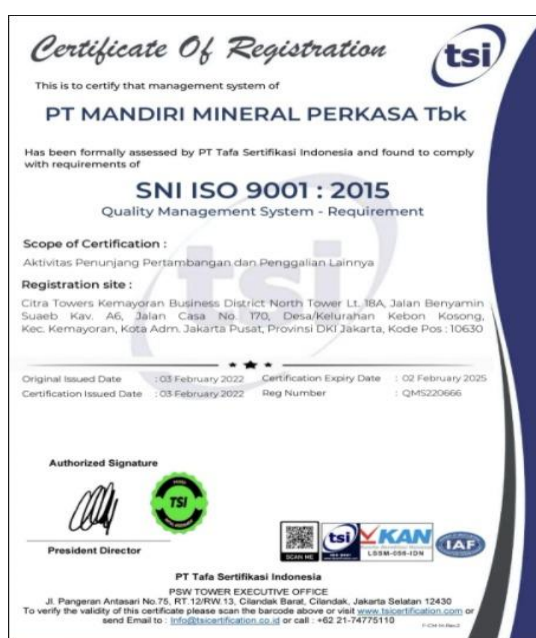 Certificate Of Registration
tsi
This is to certify that management system of
PT MANDIRI MINERAL PERKASA Tbk
Has been formally assessed by PT Tafa Sertifikasi Indonesia and found to comply
with requirements of
SNI ISO 9001 : 2015
Quality Management System - Requirement
Scope of Certification :
Aktivitas Penunjang Pertambangan dan Penggalian Lainnya
Registration site :
Citra Towers Kemayoran Business District North Tower Lt. 18A, Jalan Benyamin
Suaeb Kav. A6, Jalan Casa No. 170, Desa/Kelurahan Kebon Kosong,
Kec. Kemayoran, Kota Adm. Jakarta Pusat, Provinsi DKI Jakarta, Kode Pos : 10630
Original Issued Date : 03 February 2022 Certification Expiry Date : 02 February 2025
Certification Issued Date : 03 February 2022 Reg Number : QMS220666
Authorized Signature
TSI
President Director
SCAN ME
tsi
ISO 9001
KAN
LSSM-056-IDN
IAF
PT Tafa Sertifikasi Indonesia
PSW TOWER EXECUTIVE OFFICE
Jl. Pangeran Antasari No.75, RT.12/RW.13, Cilandak Barat, Cilandak, Jakarta Selatan 12430
To verify the validity of this certificate please scan the barcode above or visit www.tsicertification.com or
send Email to : Info@tsicertification.co.id or call : +62 21-74775110